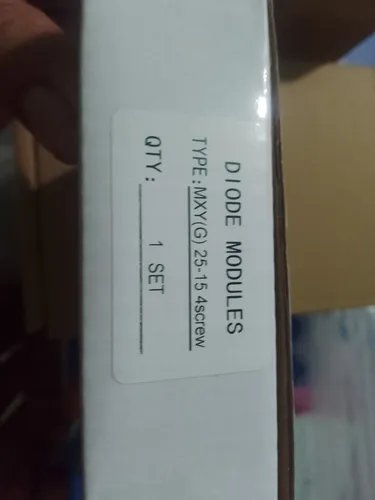 DIODE MODULES
TYPE:MXY(G) 25-15 4screw
QTY: 1 SET